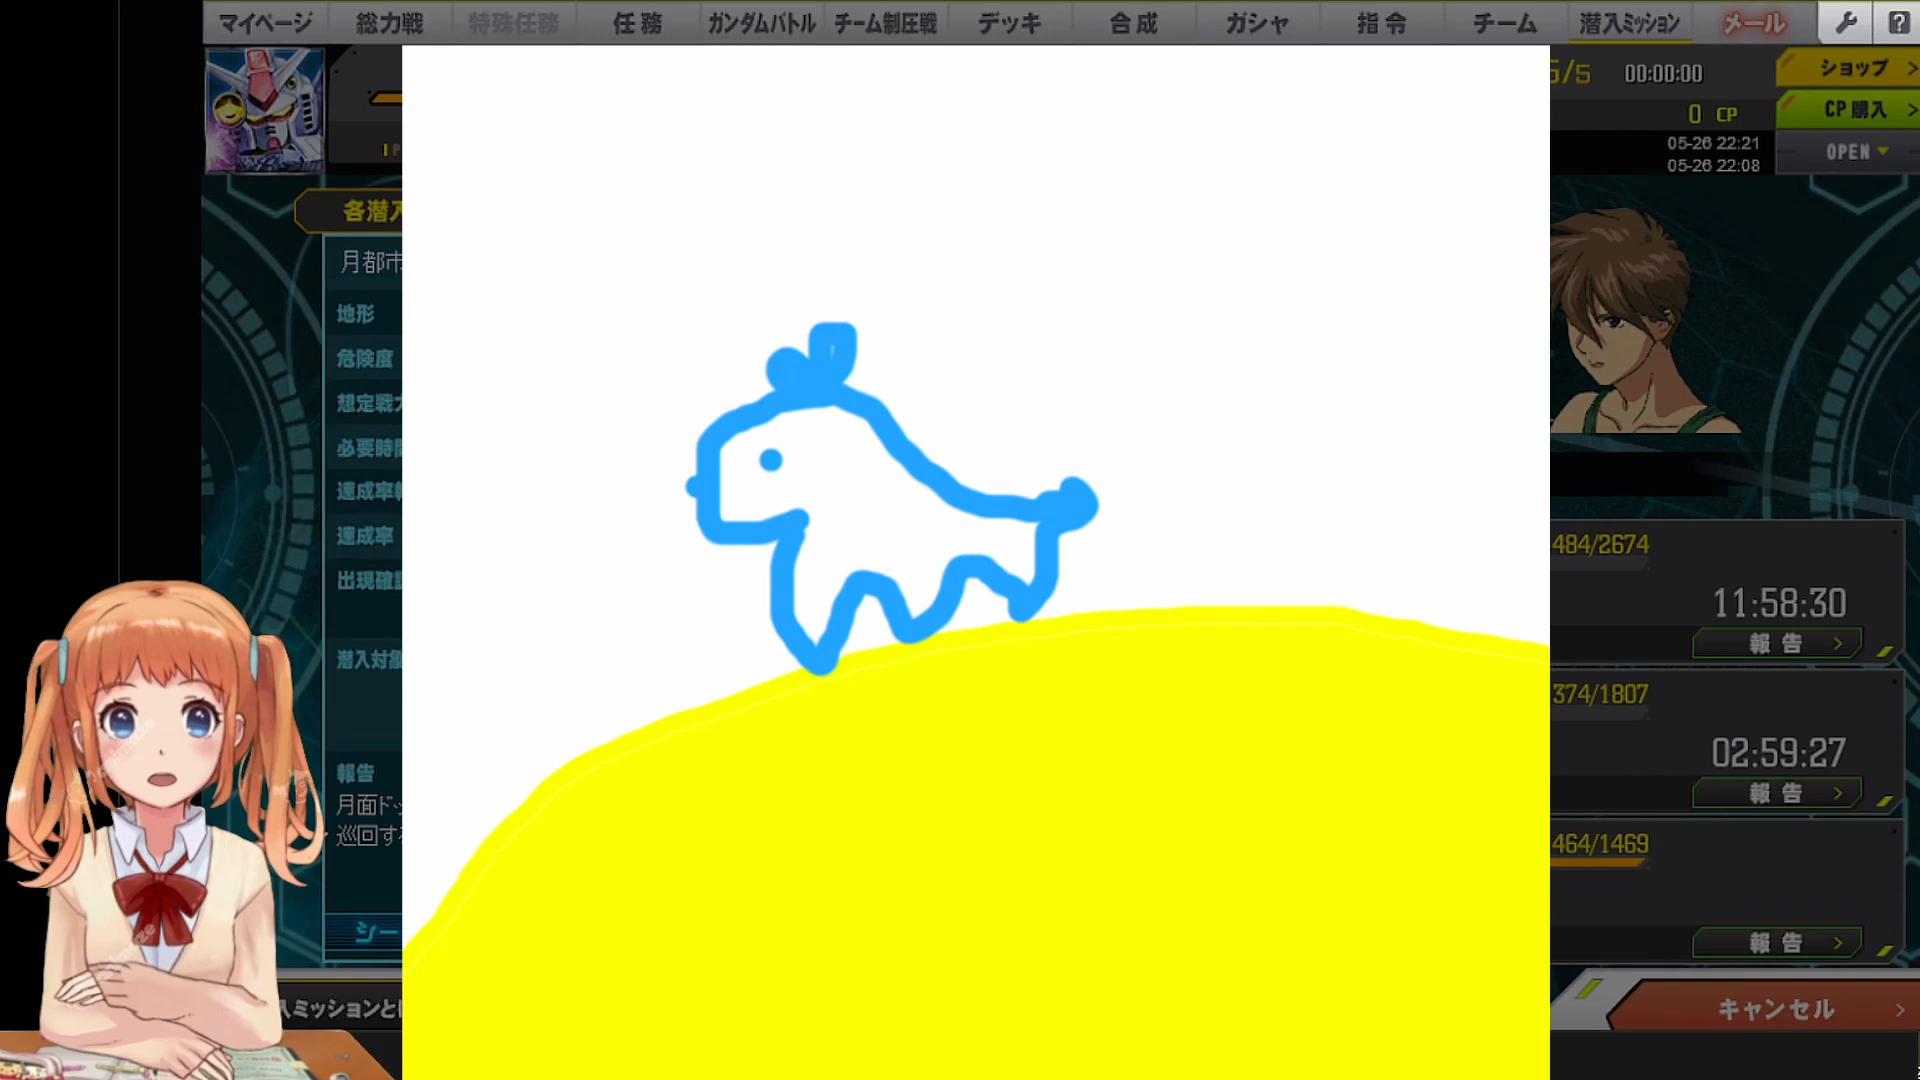 マイページ 総力戦 特殊任務 任務 ガンダムバトル チーム制圧戦 デッキ 合成 ガシャ 指令 チーム 潜入ミッション メール ?
5/5 00:00:00 ショップ
0 CP CP購入
05-26 22:21
05-26 22:08
OPEN
各潜入
月都市
地形
危険度
想定戦
必要時間
達成率
達成率
出現確
潜入対象
報告
月面ドッ
巡回す
シー
484/2674
11:58:30
報告
374/1807
02:59:27
報告
464/1469
報告
入ミッションと
キャンセル